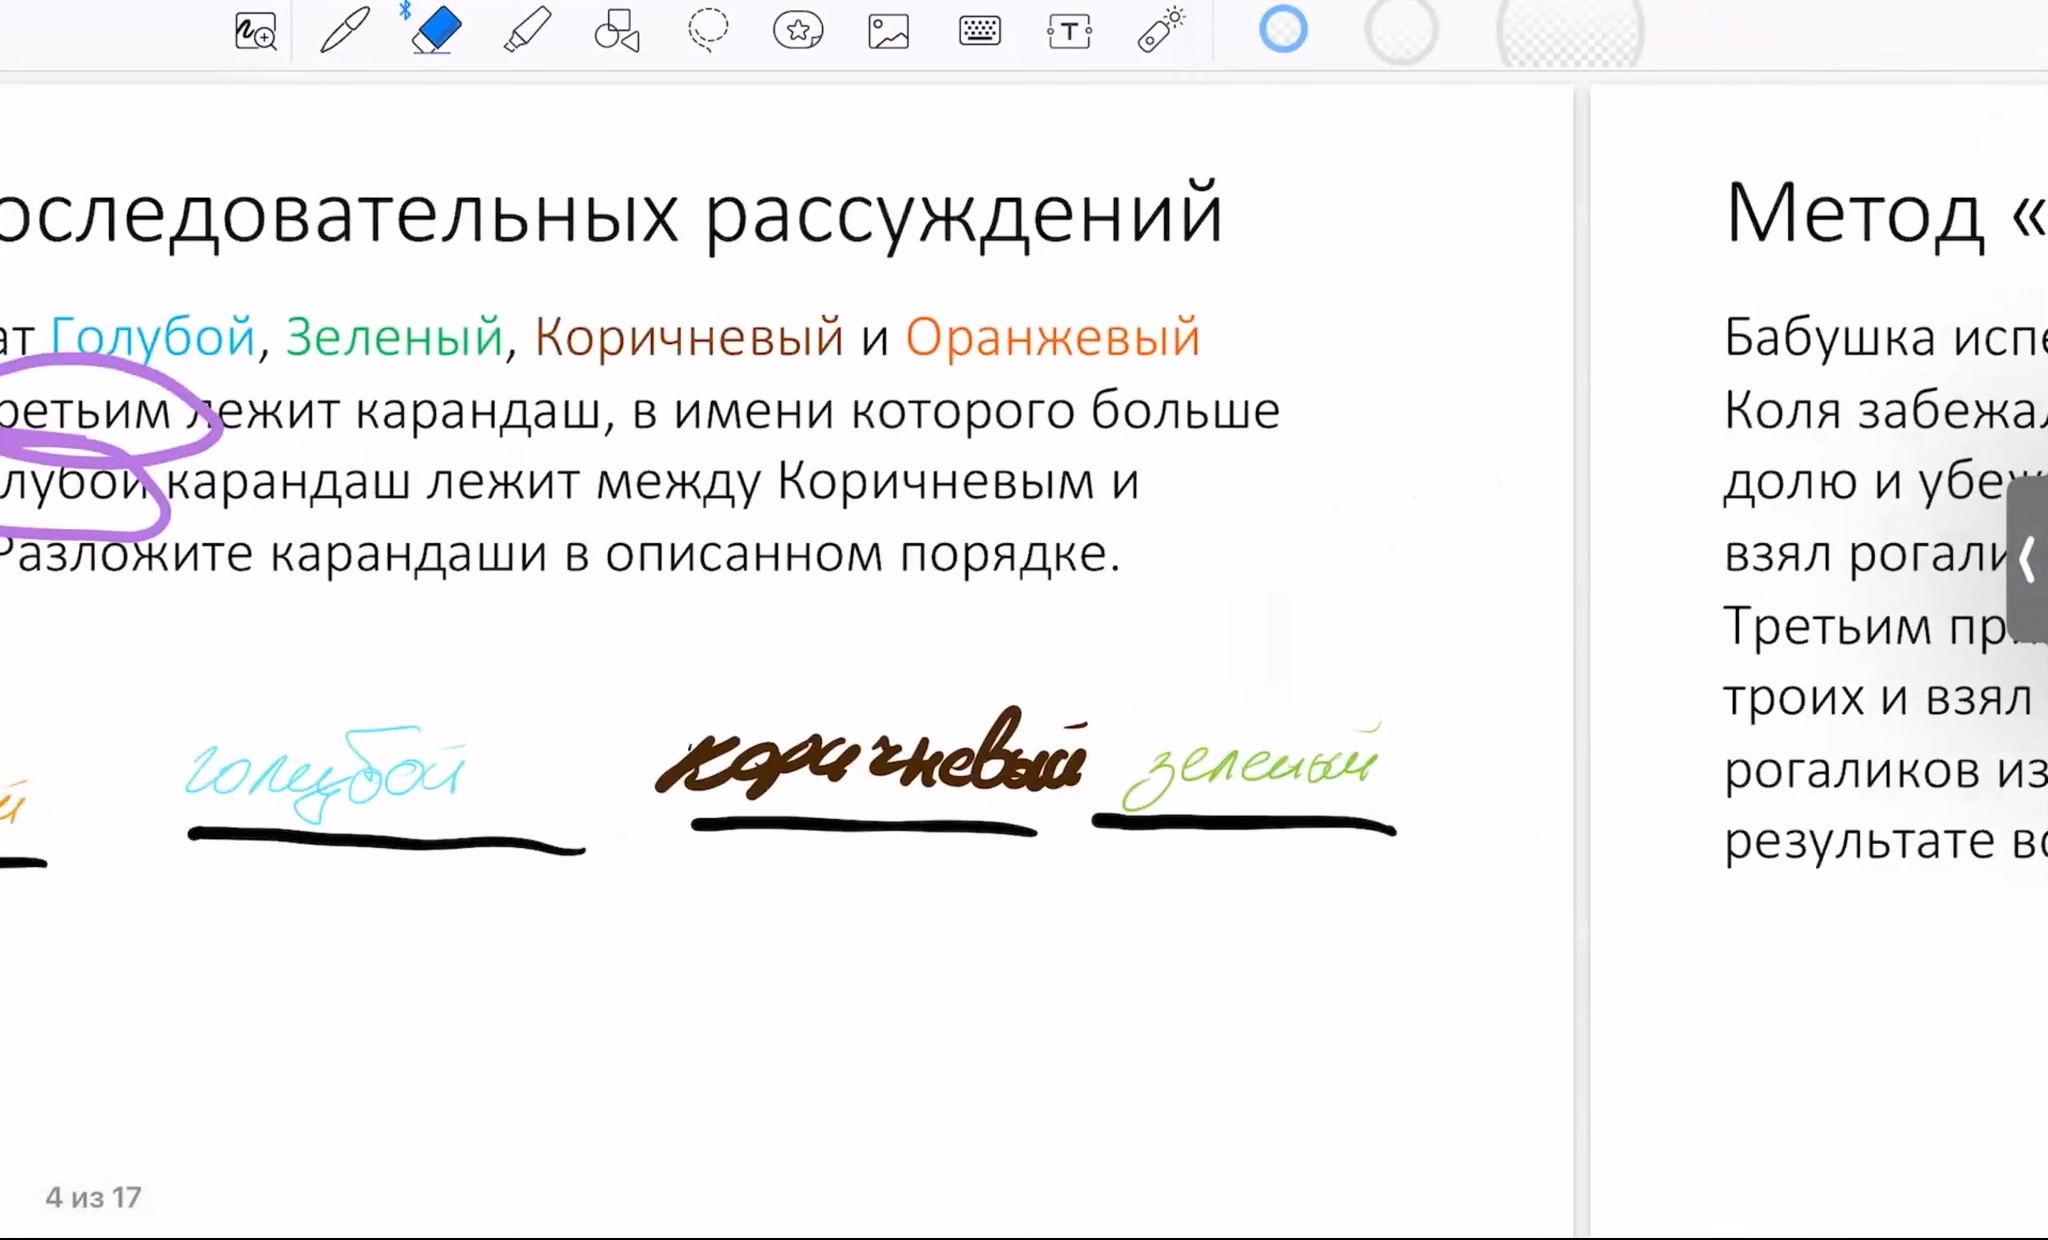 оследовательных рассуждений
ат Голубой, Зеленый, Коричневый и Оранжевый
ретьим лежит карандаш, в имени которого больше
лубой карандаш лежит между Коричневым и
Разложите карандаши в описанном порядке.
й голубой коричневый зеленый
4 из 17
Метод «
Бабушка испе
Коля забежал
долю и убеж
взял рогали
Третьим пр
троих и взял
рогаликов из
результате во